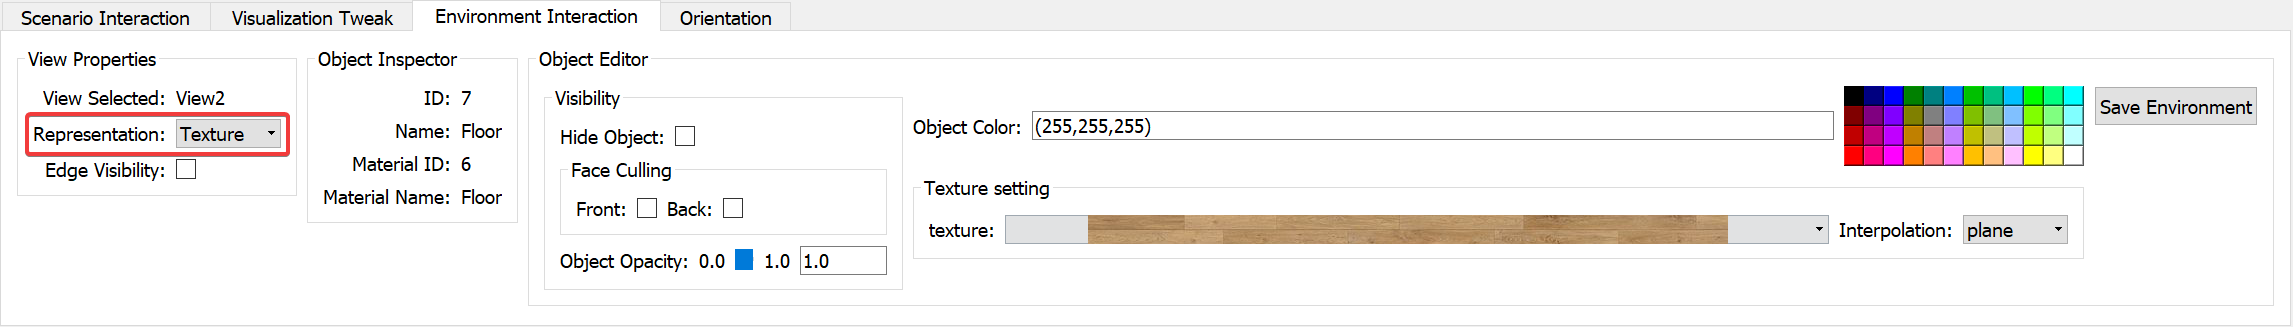 Scenario Interaction
Visualization Tweak
Environment Interaction
Orientation
View Properties
View Selected: View2
Representation: Texture
Edge Visibility:
Object Inspector
ID: 7
Name: Floor
Material ID: 6
Material Name: Floor
Object Editor
Visibility
Hide Object:
Face Culling
Front: Back:
Object Opacity: 0.0 1.0 1.0
Object Color: (255,255,255)
Save Environment
Texture setting
texture:
Interpolation: plane